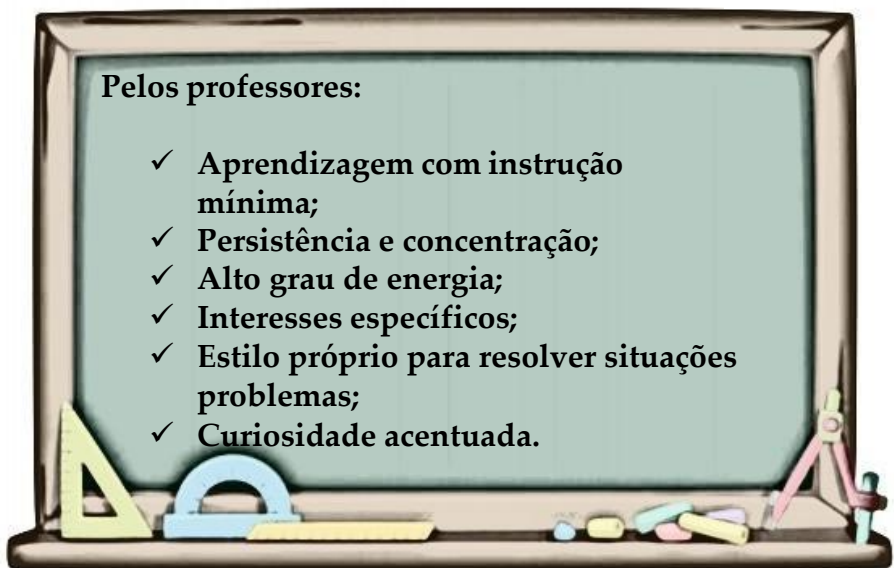 Pelos professores:
✓ Aprendizagem com instrução
mínima;
✓ Persistência e concentração;
✓ Alto grau de energia;
✓ Interesses específicos;
✓ Estilo próprio para resolver situações
problemas;
✓ Curiosidade acentuada.